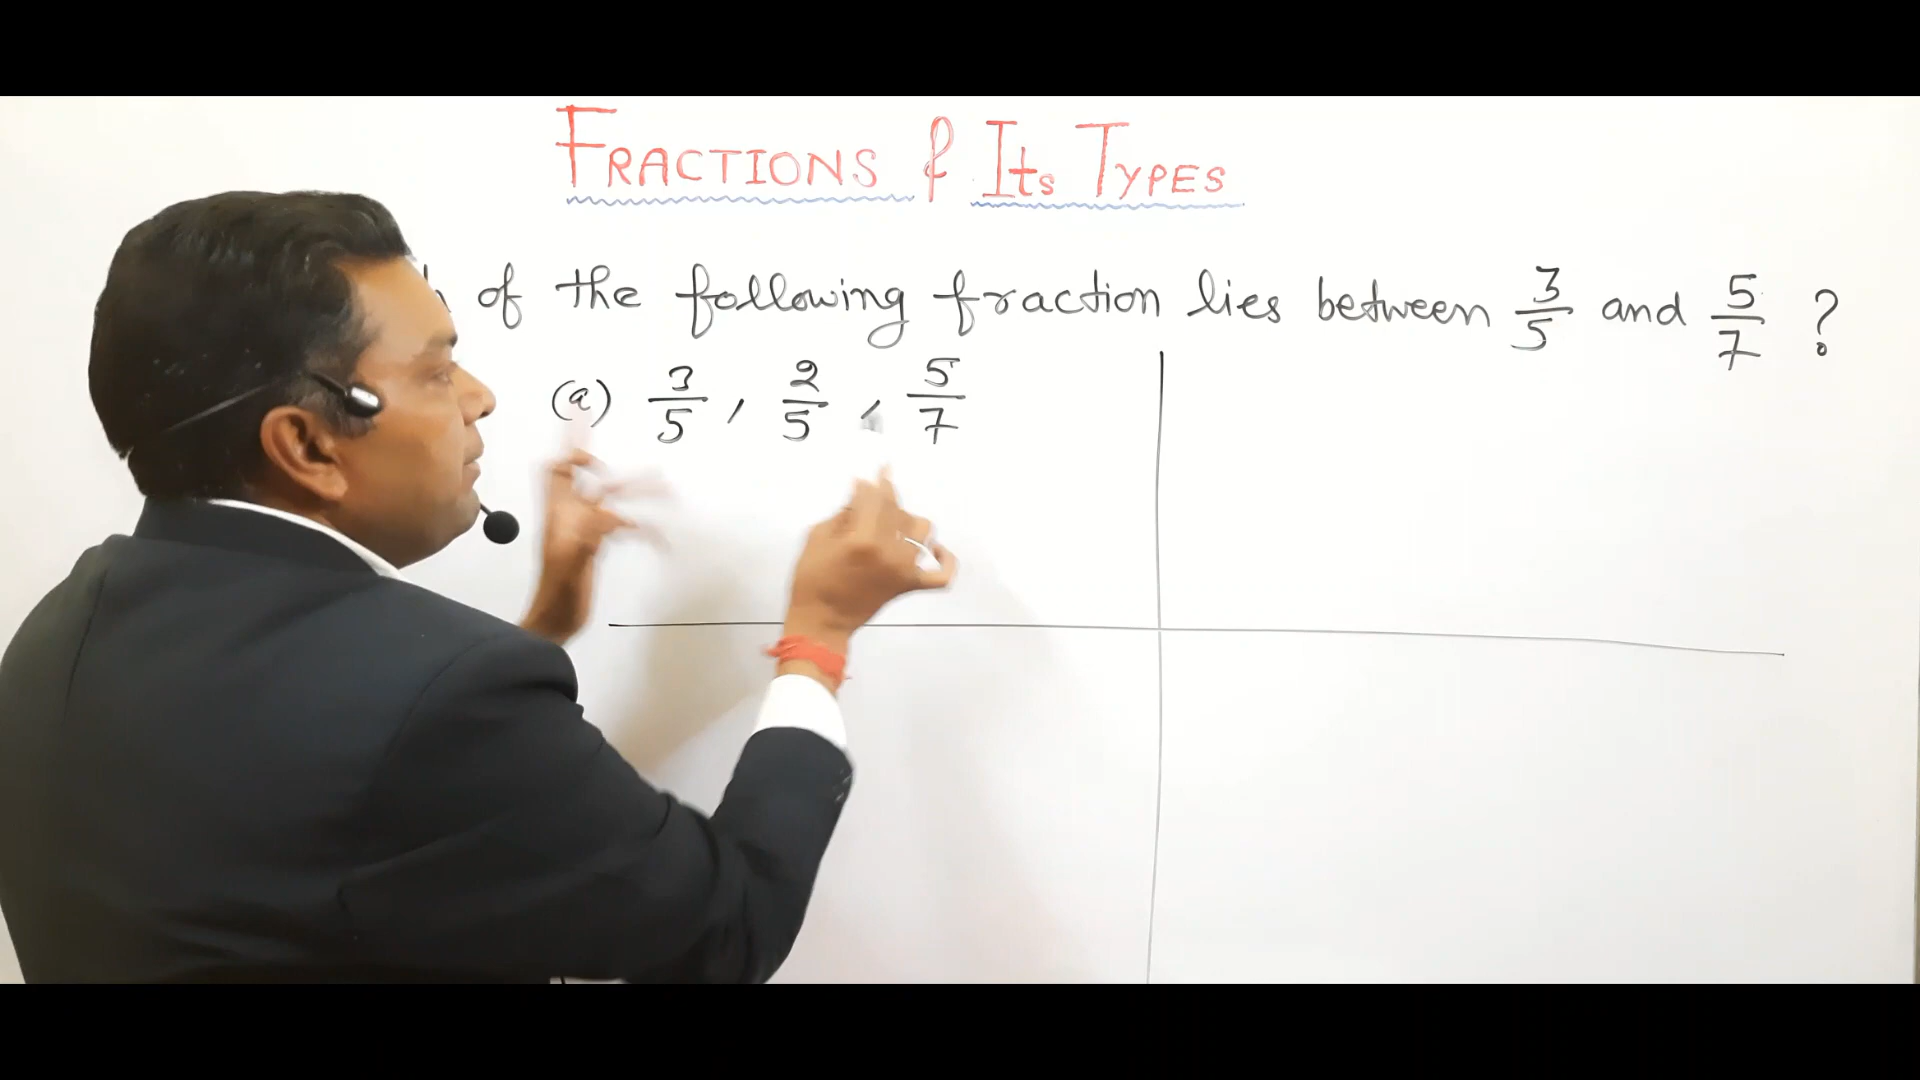 FRACTIONS & Its TYPES
of the following fraction lies between 3/5 and 5/7 ?
(a) 3/5, 2/5, 5/7